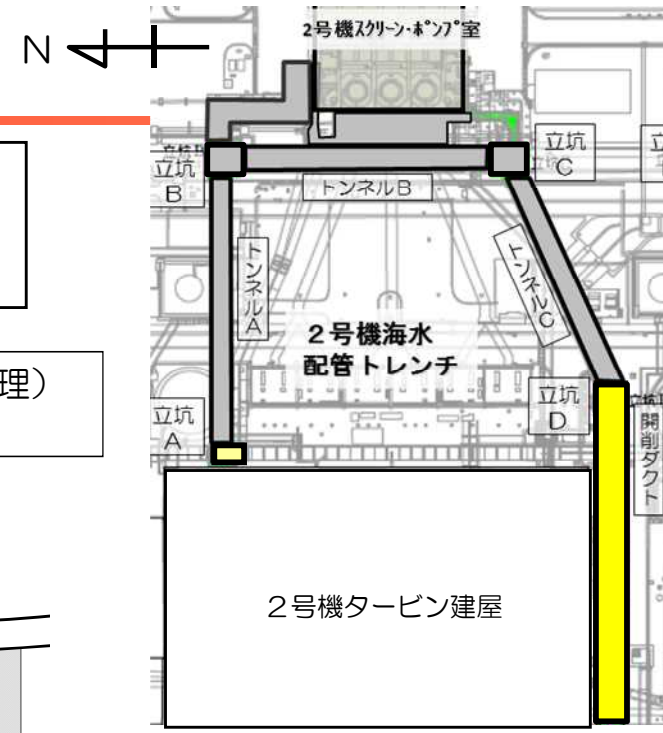 N
2号機スクリーン・ポンプ室
立坑
B
立坑
C
立
トンネルB
トンネルA
トンネルC
2号機海水
配管トレンチ
理)
立坑
A
立坑
D
開削ダクト
2号機タービン建屋